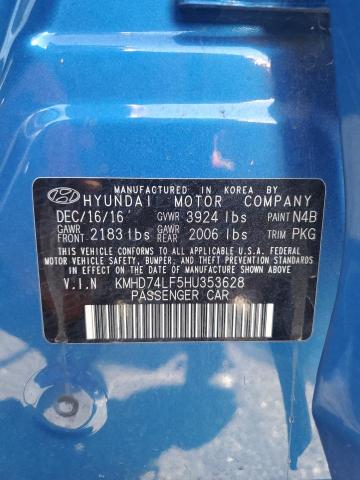 MANUFACTURED IN KOREA BY
HYUNDAI MOTOR COMPANY
DEC/16/16 GVWR 3924 lbs PAINT N4B
GAWR FRONT 2183 lbs GAWR REAR 2006 lbs TRIM PKG
THIS VEHICLE CONFORMS TO ALL APPLICABLE U.S.A. FEDERAL
MOTOR VEHICLE SAFETY, BUMPER, AND THEFT PREVENTION STANDARDS
IN EFFECT ON THE DATE OF MANUFACTURE SHOWN ABOVE.
V.I.N KMHD74LF5HU353628
PASSENGER CAR